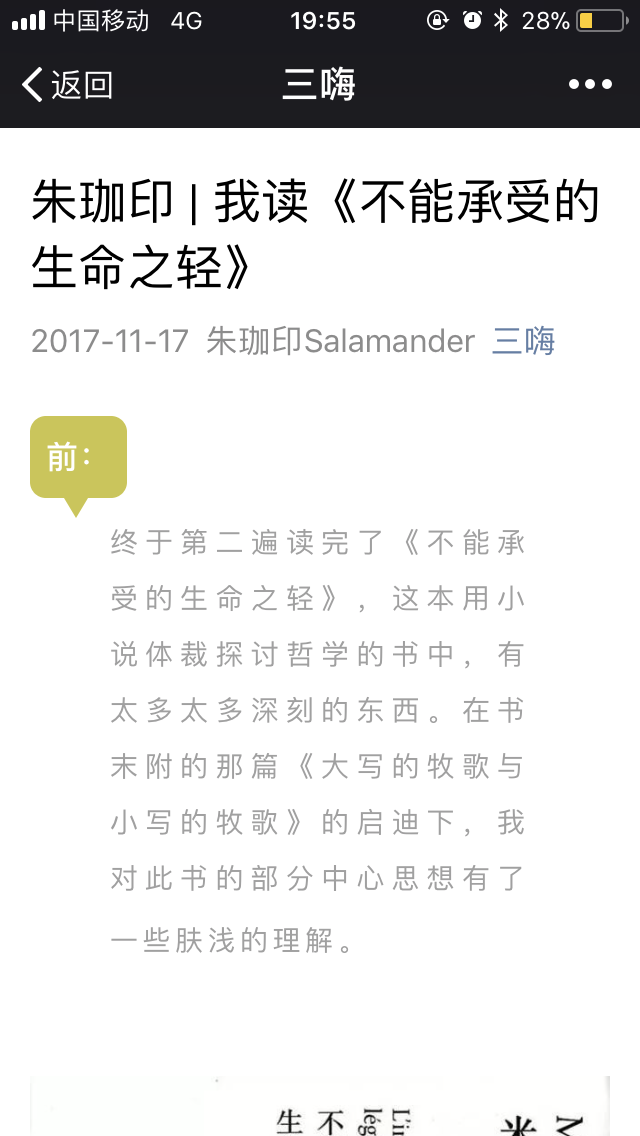 中国移动 4G 19:55 28%
返回 三嗨
朱珈印 | 我读《不能承受的
生命之轻》
2017-11-17 朱珈印Salamander 三嗨
前：
终于第二遍读完了《不能承
受的生命之轻》，这本用小
说体裁探讨哲学的书中，有
太多太多深刻的东西。在书
末附的那篇《大写的牧歌与
小写的牧歌》的启迪下，我
对此书的部分中心思想有了
一些肤浅的理解。
生 不
米